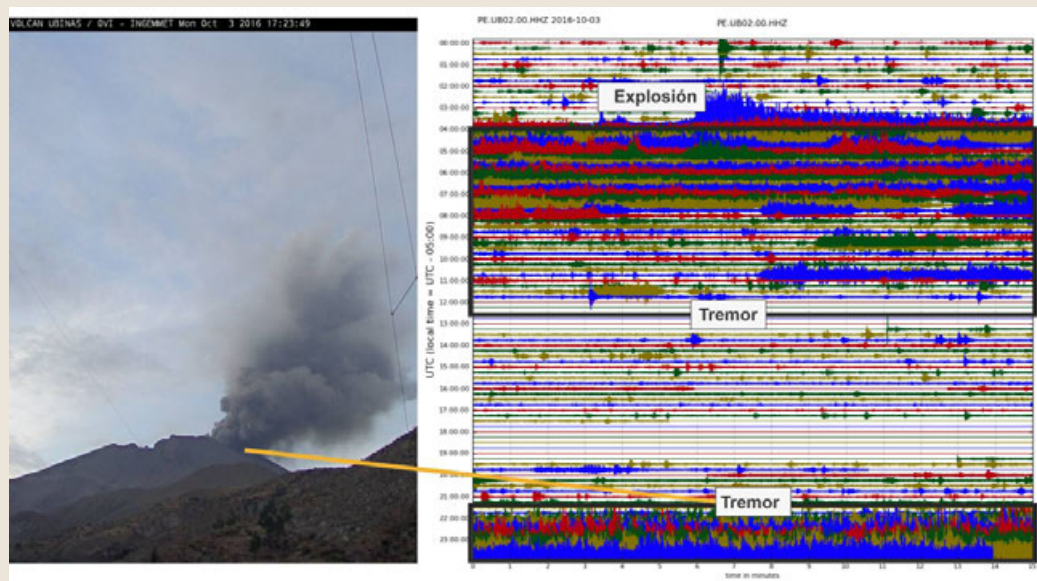 VOLCAN UBINAS / OVI - INGEMMET Mon Oct 3 2016 17:23:49
PE.UB02.00.HHZ 2016-10-03
PE.UB02.00.HHZ
UTC (local time = UTC - 05:00)
00:00:00
01:00:00
02:00:00
03:00:00
04:00:00
05:00:00
06:00:00
07:00:00
08:00:00
09:00:00
10:00:00
11:00:00
12:00:00
13:00:00
14:00:00
15:00:00
16:00:00
17:00:00
18:00:00
19:00:00
20:00:00
21:00:00
22:00:00
23:00:00
Explosión
Tremor
Tremor
0 1 2 3 4 5 6 7 8 9 10 11 12 13 14 15
time in minutes